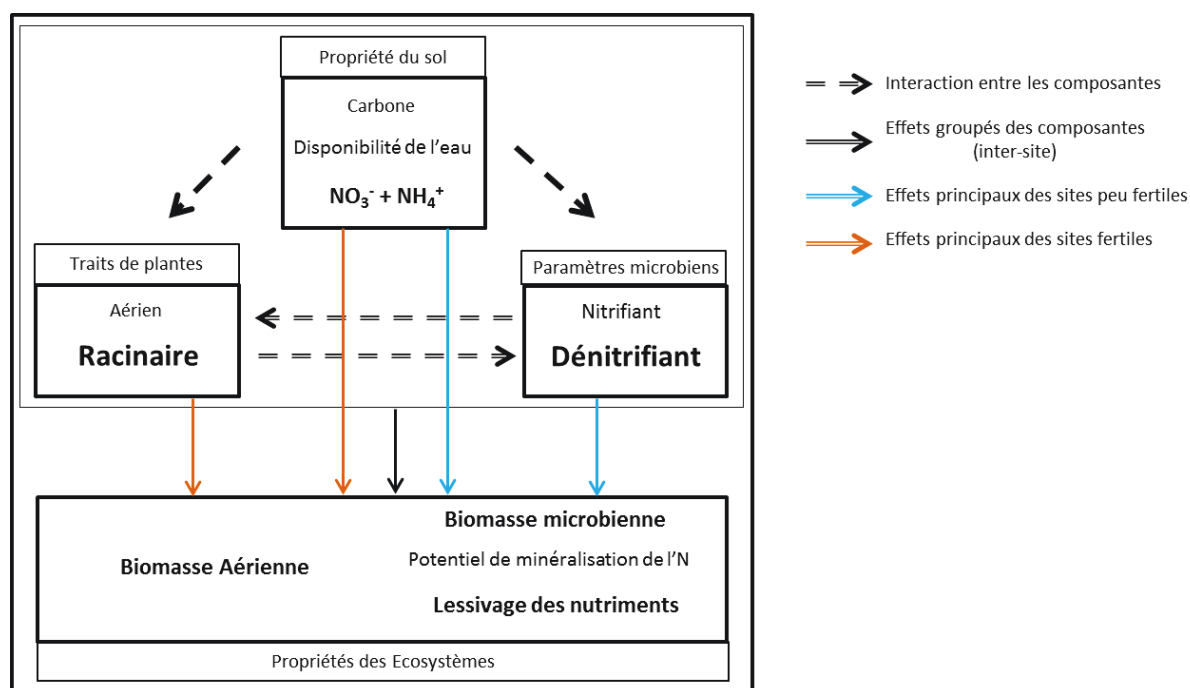 Propriété du sol
Carbone
Disponibilité de l'eau
NO₃⁻ + NH₄⁺
Traits de plantes
Aérien
Racinaire
Paramètres microbiens
Nitrifiant
Dénitrifiant
Biomasse Aérienne
Biomasse microbienne
Potentiel de minéralisation de l'N
Lessivage des nutriments
Propriétés des Ecosystèmes
Interaction entre les composantes
Effets groupés des composantes
(inter-site)
Effets principaux des sites peu fertiles
Effets principaux des sites fertiles